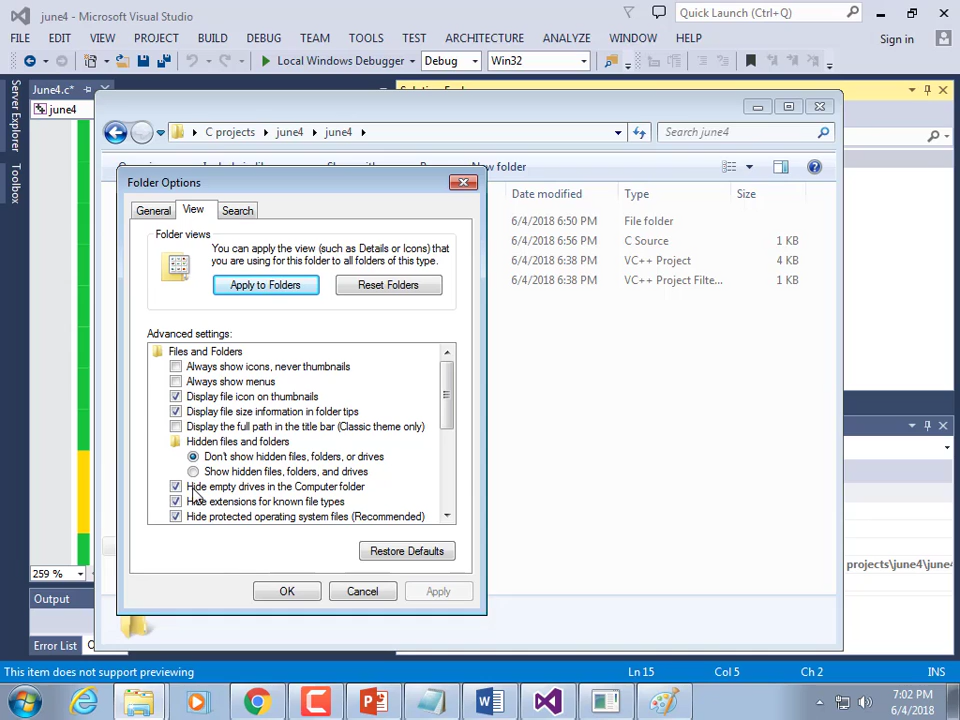 june4 - Microsoft Visual Studio
Quick Launch (Ctrl+Q)
FILE EDIT VIEW PROJECT BUILD DEBUG TEAM TOOLS TEST ARCHITECTURE ANALYZE WINDOW HELP
Sign in
Local Windows Debugger Debug Win32
Server Explorer
Toolbox
June4.c*
june4
C projects june4 june4
Search june4
New folder
Folder Options
General View Search
Date modified Type Size
6/4/2018 6:50 PM File folder
6/4/2018 6:56 PM C Source 1 KB
6/4/2018 6:38 PM VC++ Project 4 KB
6/4/2018 6:38 PM VC++ Project Filte... 1 KB
Folder views
You can apply the view (such as Details or Icons) that
you are using for this folder to all folders of this type.
Apply to Folders Reset Folders
Advanced settings:
Files and Folders
Always show icons, never thumbnails
Always show menus
Display file icon on thumbnails
Display file size information in folder tips
Display the full path in the title bar (Classic theme only)
Hidden files and folders
Don't show hidden files, folders, or drives
Show hidden files, folders, and drives
Hide empty drives in the Computer folder
Hide extensions for known file types
Hide protected operating system files (Recommended)
Restore Defaults
OK Cancel Apply
projects\june4\june4
259 %
Output
Error List
This item does not support previewing
Ln 15 Col 5 Ch 2 INS
7:02 PM
6/4/2018